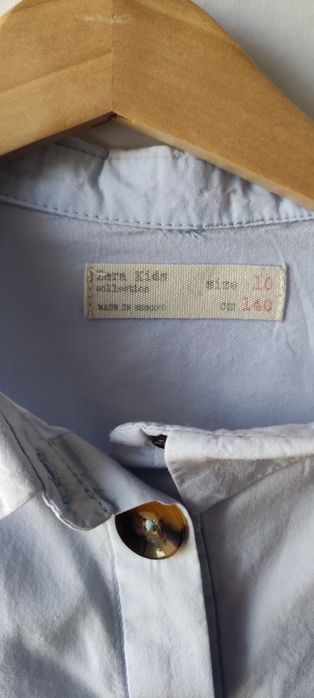 Zara Kids
collection
MADE IN MOROCCO
size 10
CM 140